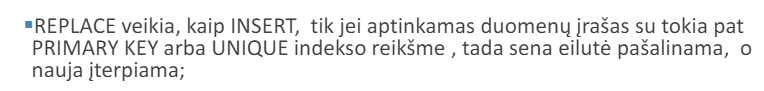 ▪REPLACE veikia, kaip INSERT, tik jei aptinkamas duomenų įrašas su tokia pat
PRIMARY KEY arba UNIQUE indekso reikšme , tada sena eilutė pašalinama, o
nauja įterpiama;